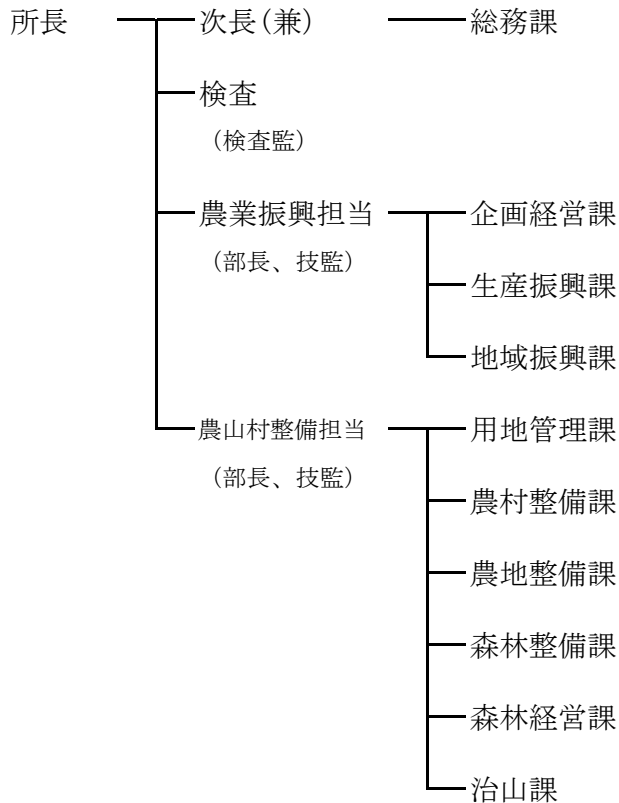 所長
次長(兼)
総務課
検査
(検査監)
農業振興担当
企画経営課
(部長、技監)
生産振興課
地域振興課
農山村整備担当
用地管理課
(部長、技監)
農村整備課
農地整備課
森林整備課
森林経営課
治山課